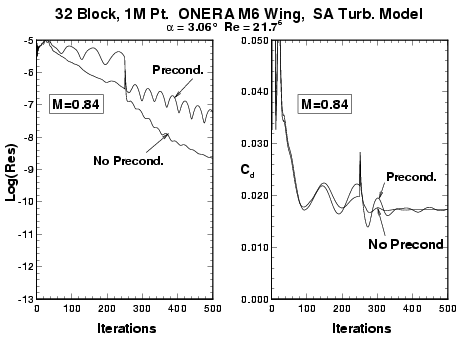 32 Block, 1M Pt. ONERA M6 Wing, SA Turb. Model
α = 3.06° Re = 21.7⁶
-5
-6
-7
-8
-9
-10
-11
-12
-13
Log(Res)
Precond.
M=0.84
No Precond.
0 100 200 300 400 500
Iterations
0.050
0.040
0.030
0.020
0.010
0.000
Cd
M=0.84
Precond.
No Precond
0 100 200 300 400 500
Iterations